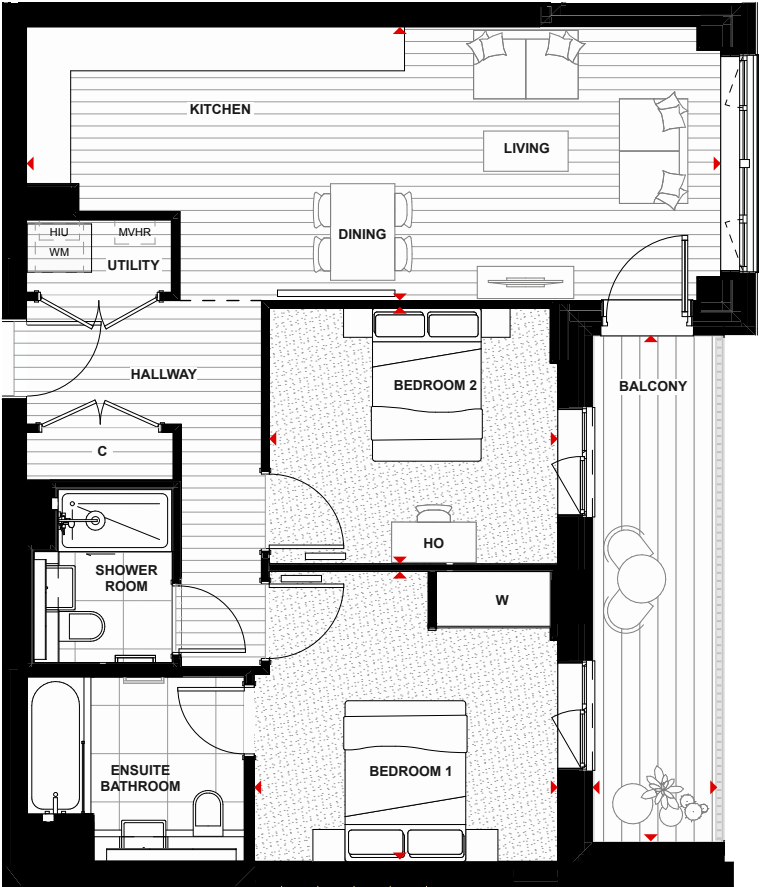 KITCHEN
LIVING
DINING
HIU
MVHR
WM
UTILITY
HALLWAY
BEDROOM 2
BALCONY
C
HO
SHOWER
ROOM
W
ENSUITE
BATHROOM
BEDROOM 1